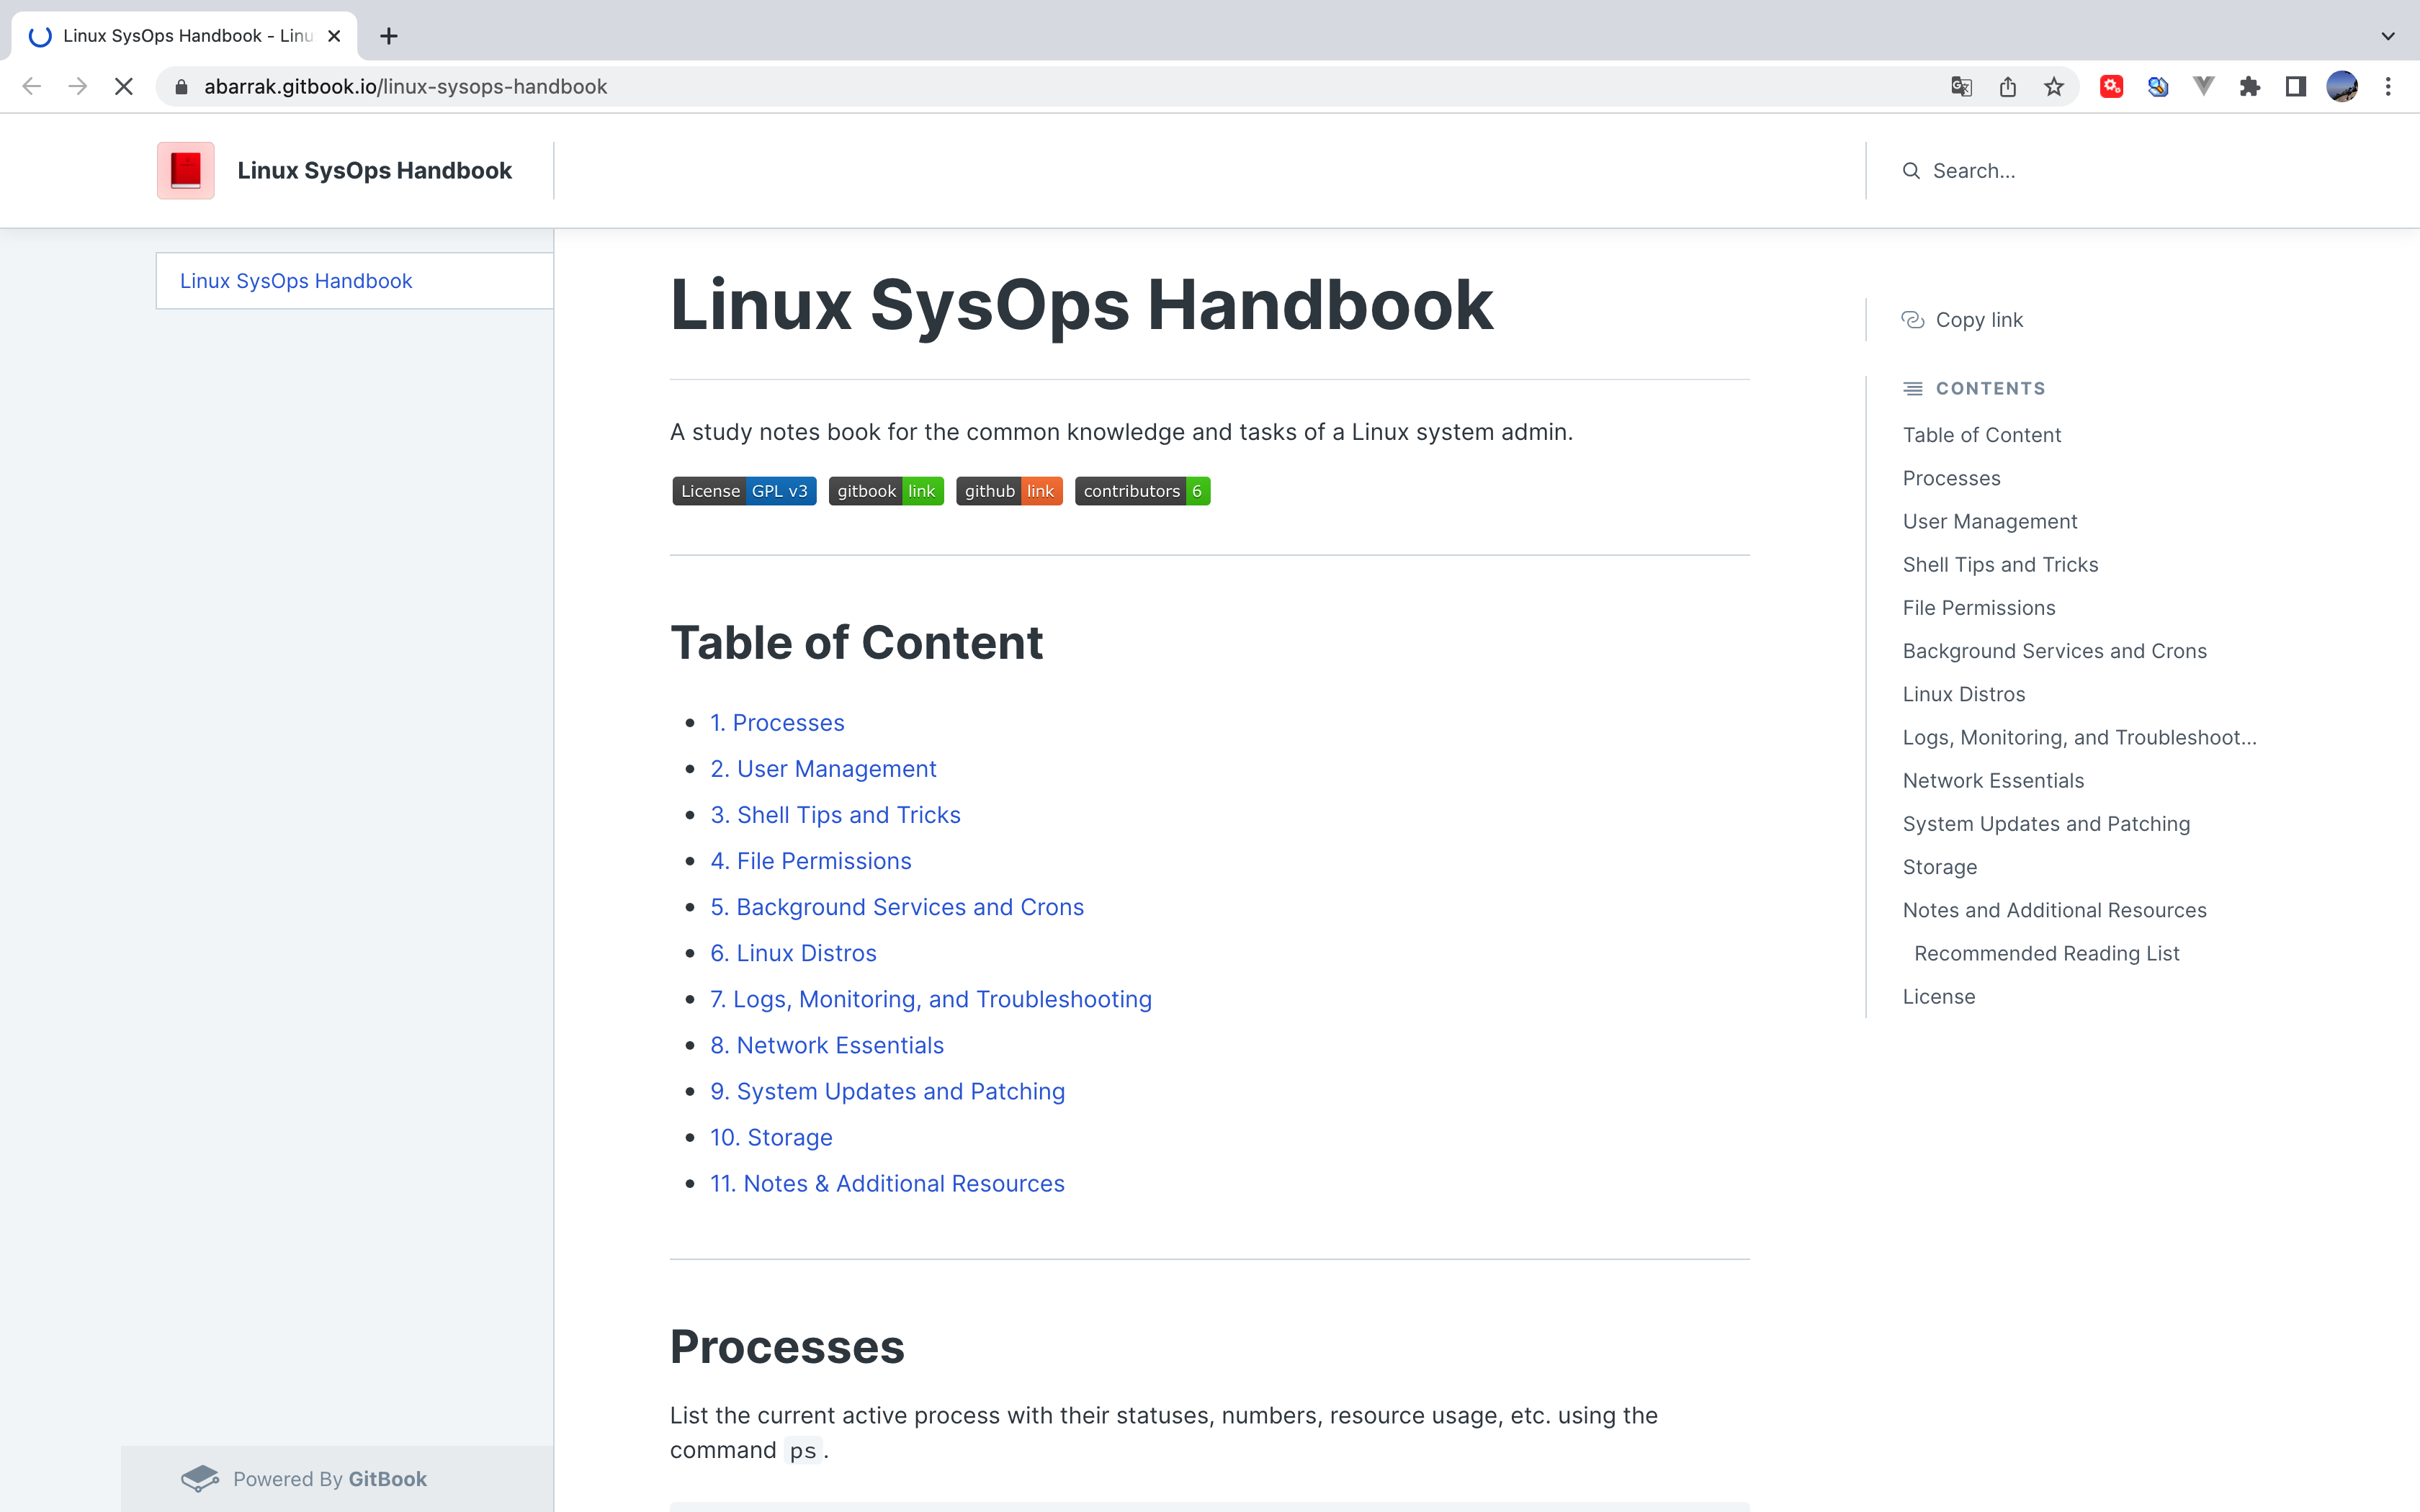 Linux SysOps Handbook - Linu
abarrak.gitbook.io/linux-sysops-handbook
Linux SysOps Handbook
Search...
Linux SysOps Handbook
Linux SysOps Handbook
A study notes book for the common knowledge and tasks of a Linux system admin.
License GPL v3 gitbook link github link contributors 6
Table of Content
1. Processes
2. User Management
3. Shell Tips and Tricks
4. File Permissions
5. Background Services and Crons
6. Linux Distros
7. Logs, Monitoring, and Troubleshooting
8. Network Essentials
9. System Updates and Patching
10. Storage
11. Notes & Additional Resources
Processes
List the current active process with their statuses, numbers, resource usage, etc. using the
command ps.
Copy link
CONTENTS
Table of Content
Processes
User Management
Shell Tips and Tricks
File Permissions
Background Services and Crons
Linux Distros
Logs, Monitoring, and Troubleshoot...
Network Essentials
System Updates and Patching
Storage
Notes and Additional Resources
Recommended Reading List
License
Powered By GitBook